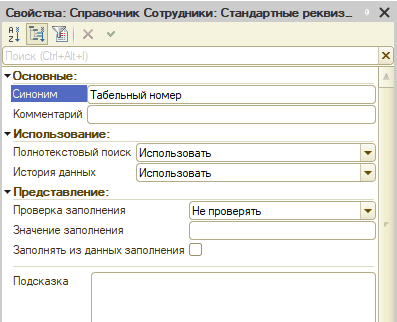 Свойства: Справочник Сотрудники: Стандартные реквиз...
Поиск (Ctrl+Alt+I)
Основные:
Синоним Табельный номер
Комментарий
Использование:
Полнотекстовый поиск Использовать
История данных Использовать
Представление:
Проверка заполнения Не проверять
Значение заполнения
Заполнять из данных заполнения
Подсказка